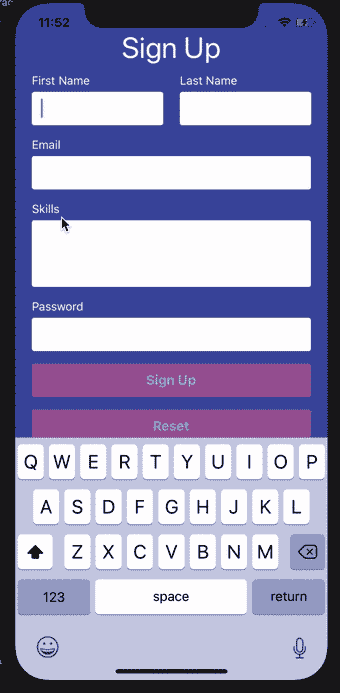 11:52
Sign Up
First Name Last Name
Email
Skills
Password
Sign Up
Reset
Q W E R T Y U I O P
A S D F G H J K L
Z X C V B N M
123 space return